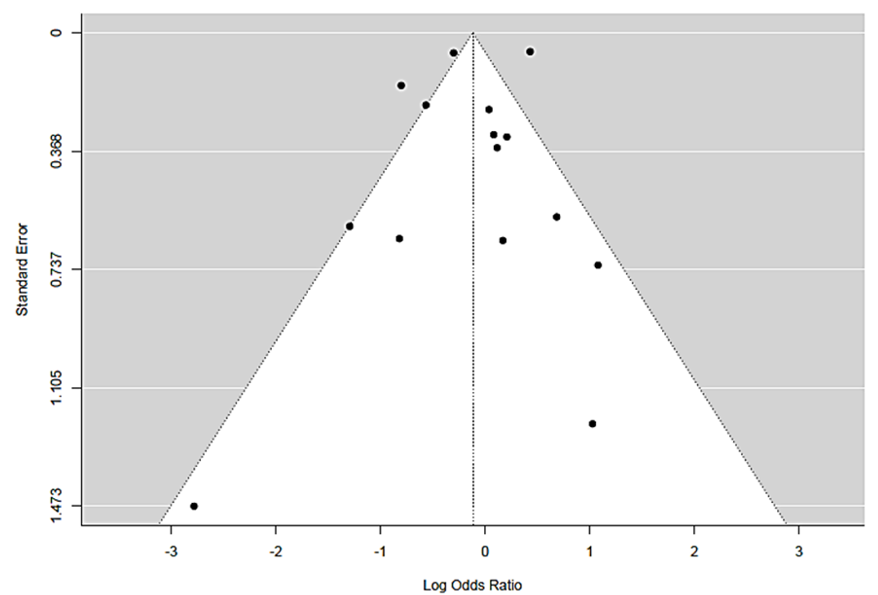 0
0.368
0.737
1.105
1.473
Standard Error
-3 -2 -1 0 1 2 3
Log Odds Ratio